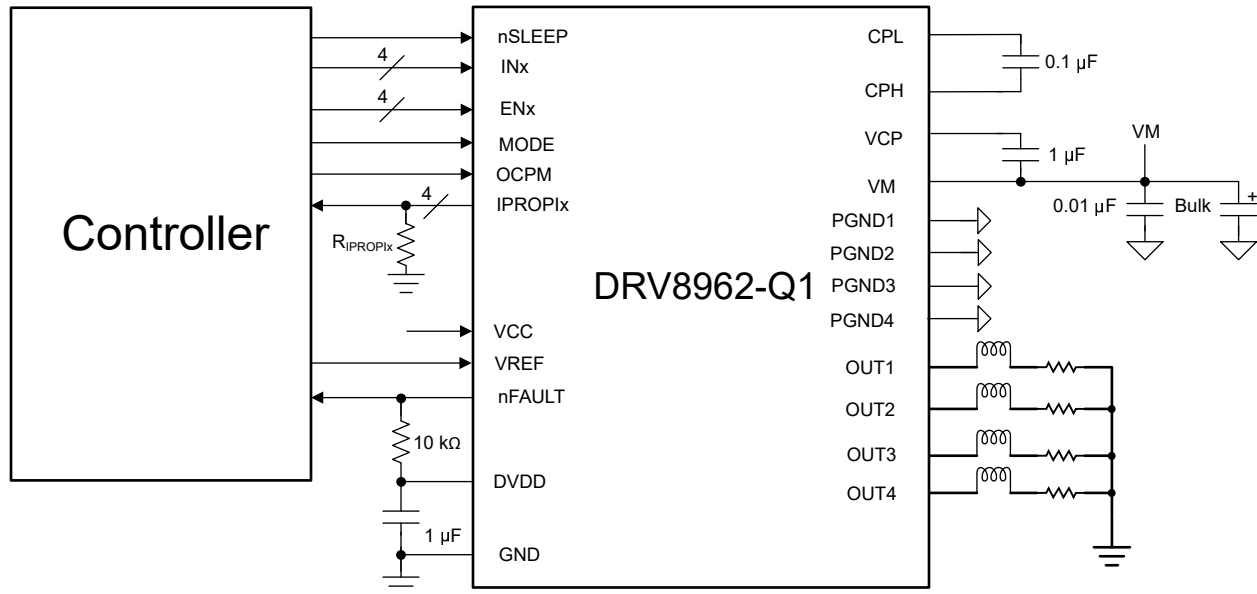 Controller
4
4
4
R_IPROPIx
10 kΩ
1 µF
nSLEEP
INx
ENx
MODE
OCPM
IPROPIx
VCC
VREF
nFAULT
DVDD
GND
DRV8962-Q1
CPL
CPH
VCP
VM
PGND1
PGND2
PGND3
PGND4
OUT1
OUT2
OUT3
OUT4
0.1 µF
1 µF
VM
0.01 µF
Bulk
+